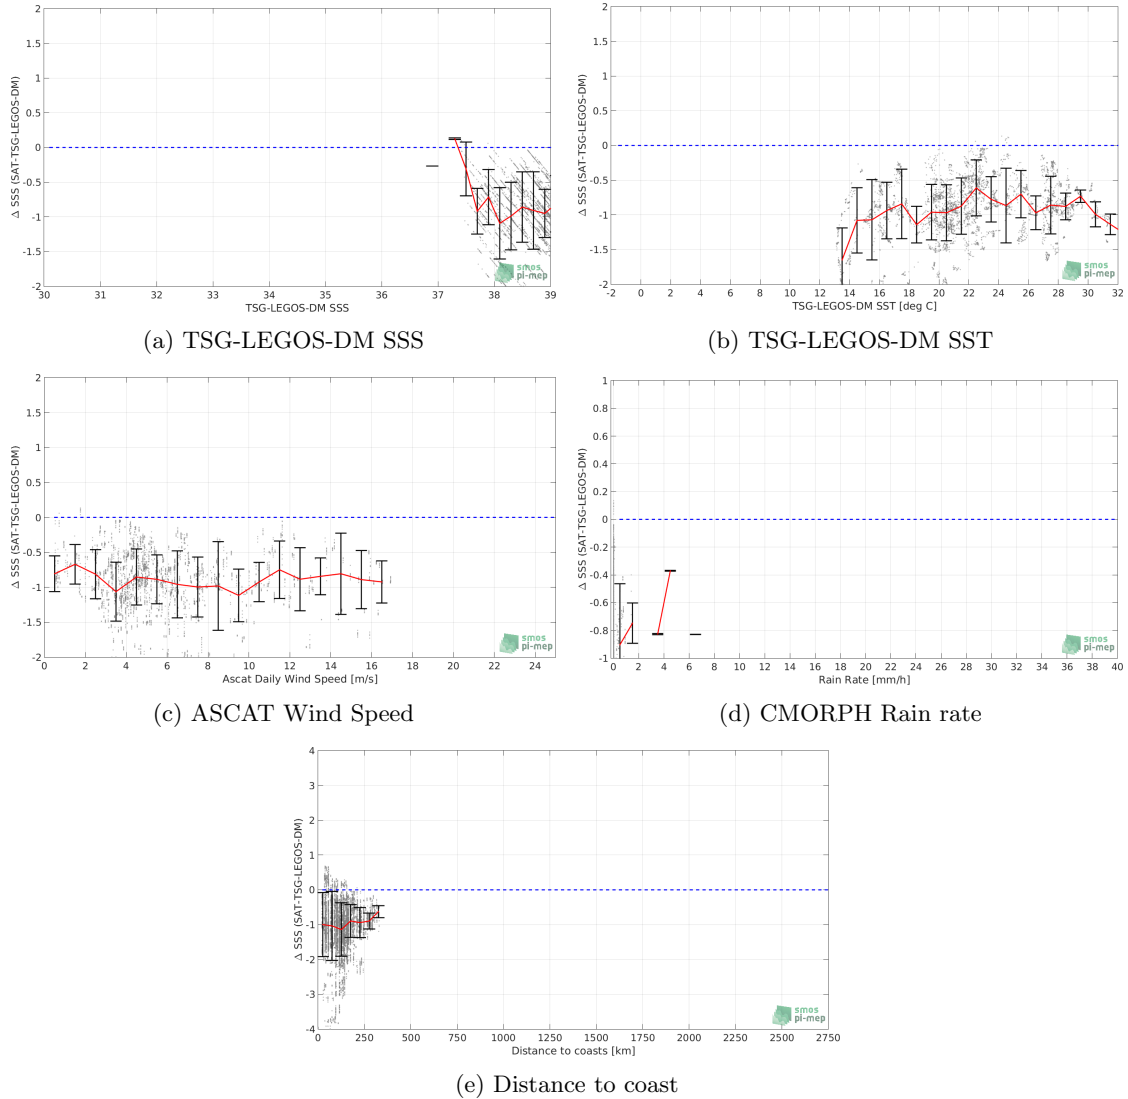 2
1.5
1
0.5
0
-0.5
-1
-1.5
-2
Δ SSS (SAT-TSG-LEGOS-DM)
30 31 32 33 34 35 36 37 38 39
TSG-LEGOS-DM SSS
smos
pi-mep
(a) TSG-LEGOS-DM SSS
2
1.5
1
0.5
0
-0.5
-1
-1.5
-2
Δ SSS (SAT-TSG-LEGOS-DM)
-2 0 2 4 6 8 10 12 14 16 18 20 22 24 26 28 30 32
TSG-LEGOS-DM SST [deg C]
smos
pi-mep
(b) TSG-LEGOS-DM SST
2
1.5
1
0.5
0
-0.5
-1
-1.5
-2
Δ SSS (SAT-TSG-LEGOS-DM)
0 2 4 6 8 10 12 14 16 18 20 22 24
Ascat Daily Wind Speed [m/s]
smos
pi-mep
(c) ASCAT Wind Speed
1
0.8
0.6
0.4
0.2
0
-0.2
-0.4
-0.6
-0.8
-1
Δ SSS (SAT-TSG-LEGOS-DM)
0 2 4 6 8 10 12 14 16 18 20 22 24 26 28 30 32 34 36 38 40
Rain Rate [mm/h]
smos
pi-mep
(d) CMORPH Rain rate
4
3
2
1
0
-1
-2
-3
-4
Δ SSS (SAT-TSG-LEGOS-DM)
0 250 500 750 1000 1250 1500 1750 2000 2250 2500 2750
Distance to coasts [km]
smos
pi-mep
(e) Distance to coast